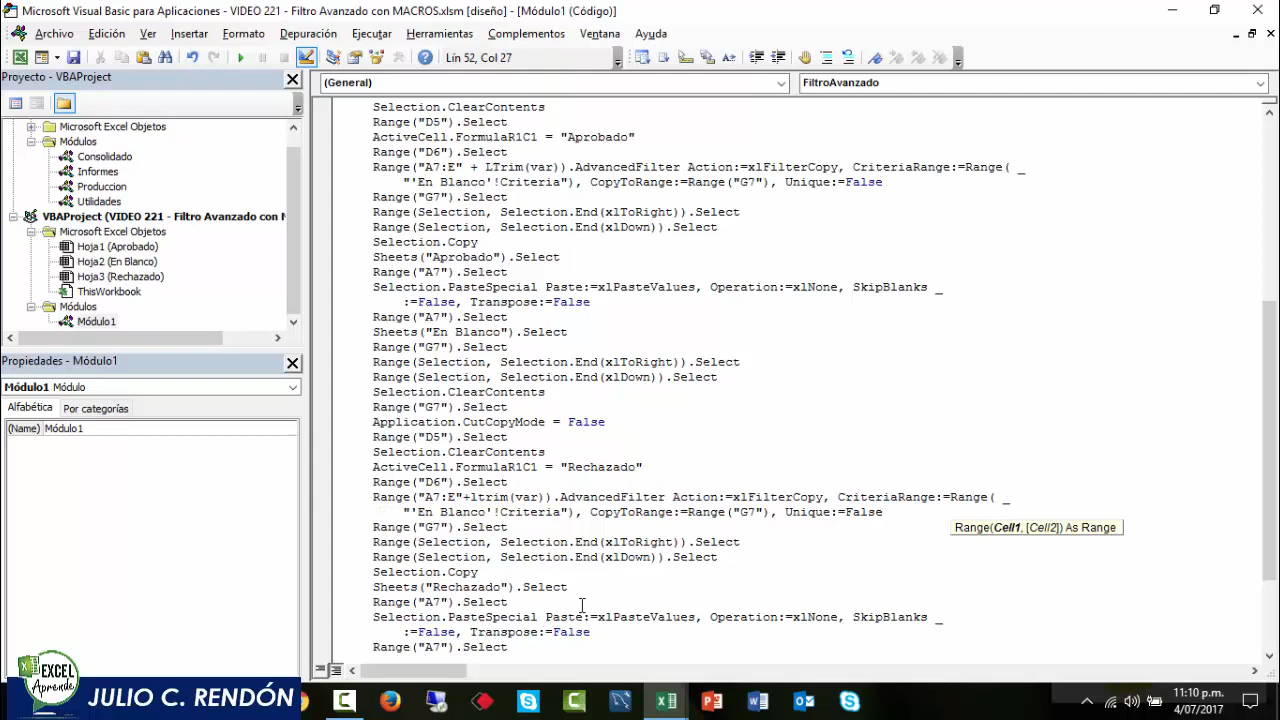 Microsoft Visual Basic para Aplicaciones - VIDEO 221 - Filtro Avanzado con MACROS.xlsm [diseño] - [Módulo1 (Código)]
Archivo Edición Ver Insertar Formato Depuración Ejecutar Herramientas Complementos Ventana Ayuda
Lín 52, Col 27
Proyecto - VBAProject
(General)
FiltroAvanzado
Microsoft Excel Objetos
Módulos
Consolidado
Informes
Produccion
Utilidades
VBAProject (VIDEO 221 - Filtro Avanzado con M
Microsoft Excel Objetos
Hoja1 (Aprobado)
Hoja2 (En Blanco)
Hoja3 (Rechazado)
ThisWorkbook
Módulos
Módulo1
Propiedades - Módulo1
Módulo1 Módulo
Alfabética Por categorías
(Name) Módulo1
Selection.ClearContents
Range("D5").Select
ActiveCell.FormulaR1C1 = "Aprobado"
Range("D6").Select
Range("A7:E" + LTrim(var)).AdvancedFilter Action:=xlFilterCopy, CriteriaRange:=Range( _
"'En Blanco'!Criteria"), CopyToRange:=Range("G7"), Unique:=False
Range("G7").Select
Range(Selection, Selection.End(xlToRight)).Select
Range(Selection, Selection.End(xlDown)).Select
Selection.Copy
Sheets("Aprobado").Select
Range("A7").Select
Selection.PasteSpecial Paste:=xlPasteValues, Operation:=xlNone, SkipBlanks _
:=False, Transpose:=False
Range("A7").Select
Sheets("En Blanco").Select
Range("G7").Select
Range(Selection, Selection.End(xlToRight)).Select
Range(Selection, Selection.End(xlDown)).Select
Selection.ClearContents
Range("G7").Select
Application.CutCopyMode = False
Range("D5").Select
Selection.ClearContents
ActiveCell.FormulaR1C1 = "Rechazado"
Range("D6").Select
Range("A7:E"+ltrim(var)).AdvancedFilter Action:=xlFilterCopy, CriteriaRange:=Range( _
"'En Blanco'!Criteria"), CopyToRange:=Range("G7"), Unique:=False
Range("G7").Select
Range(Cell1, [Cell2]) As Range
Range(Selection, Selection.End(xlToRight)).Select
Range(Selection, Selection.End(xlDown)).Select
Selection.Copy
Sheets("Rechazado").Select
Range("A7").Select
Selection.PasteSpecial Paste:=xlPasteValues, Operation:=xlNone, SkipBlanks _
:=False, Transpose:=False
Range("A7").Select
EXCEL
Aprende
JULIO C. RENDÓN
11:10 p.m.
4/07/2017